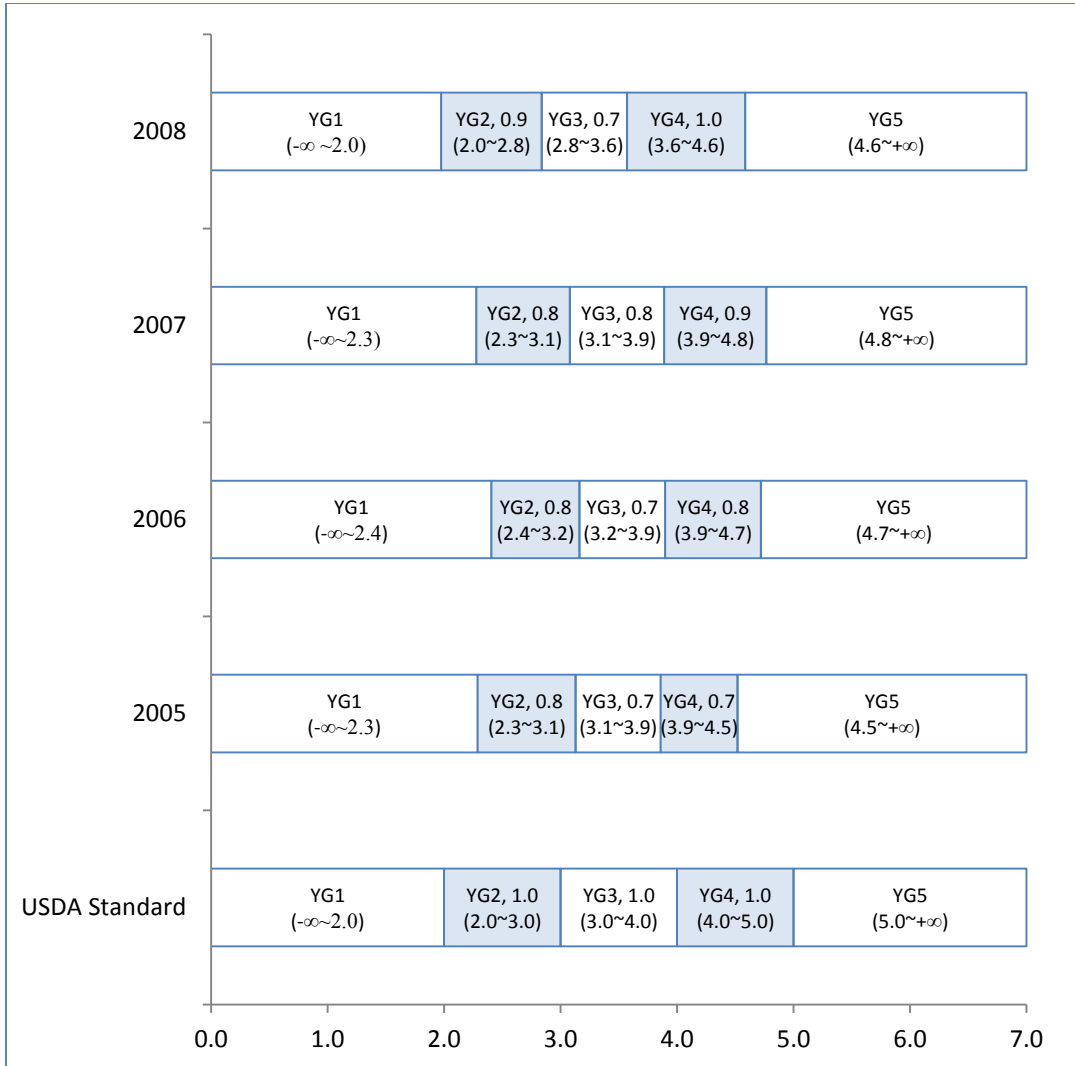 2008
YG1
(-∞ ~2.0)
YG2, 0.9
(2.0~2.8)
YG3, 0.7
(2.8~3.6)
YG4, 1.0
(3.6~4.6)
YG5
(4.6~+∞)
2007
YG1
(-∞~2.3)
YG2, 0.8
(2.3~3.1)
YG3, 0.8
(3.1~3.9)
YG4, 0.9
(3.9~4.8)
YG5
(4.8~+∞)
2006
YG1
(-∞~2.4)
YG2, 0.8
(2.4~3.2)
YG3, 0.7
(3.2~3.9)
YG4, 0.8
(3.9~4.7)
YG5
(4.7~+∞)
2005
YG1
(-∞~2.3)
YG2, 0.8
(2.3~3.1)
YG3, 0.7
(3.1~3.9)
YG4, 0.7
(3.9~4.5)
YG5
(4.5~+∞)
USDA Standard
YG1
(-∞~2.0)
YG2, 1.0
(2.0~3.0)
YG3, 1.0
(3.0~4.0)
YG4, 1.0
(4.0~5.0)
YG5
(5.0~+∞)
0.0 1.0 2.0 3.0 4.0 5.0 6.0 7.0